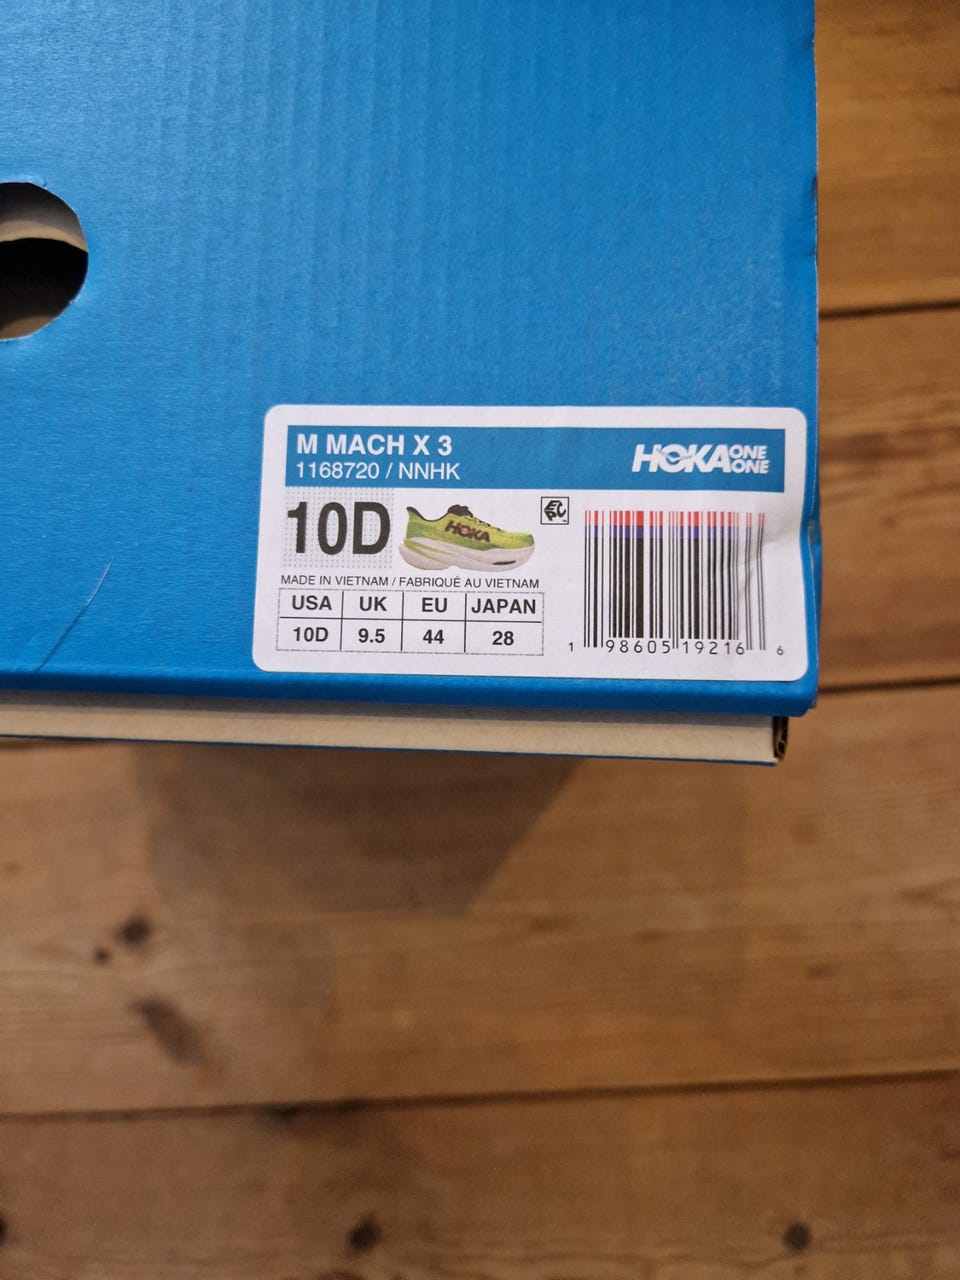 M MACH X 3
1168720 / NNHK
HOKA ONE ONE
10D
HOKA
EPC
MADE IN VIETNAM / FABRIQUÉ AU VIETNAM
USA UK EU JAPAN
10D 9.5 44 28
1 98605 19216 6